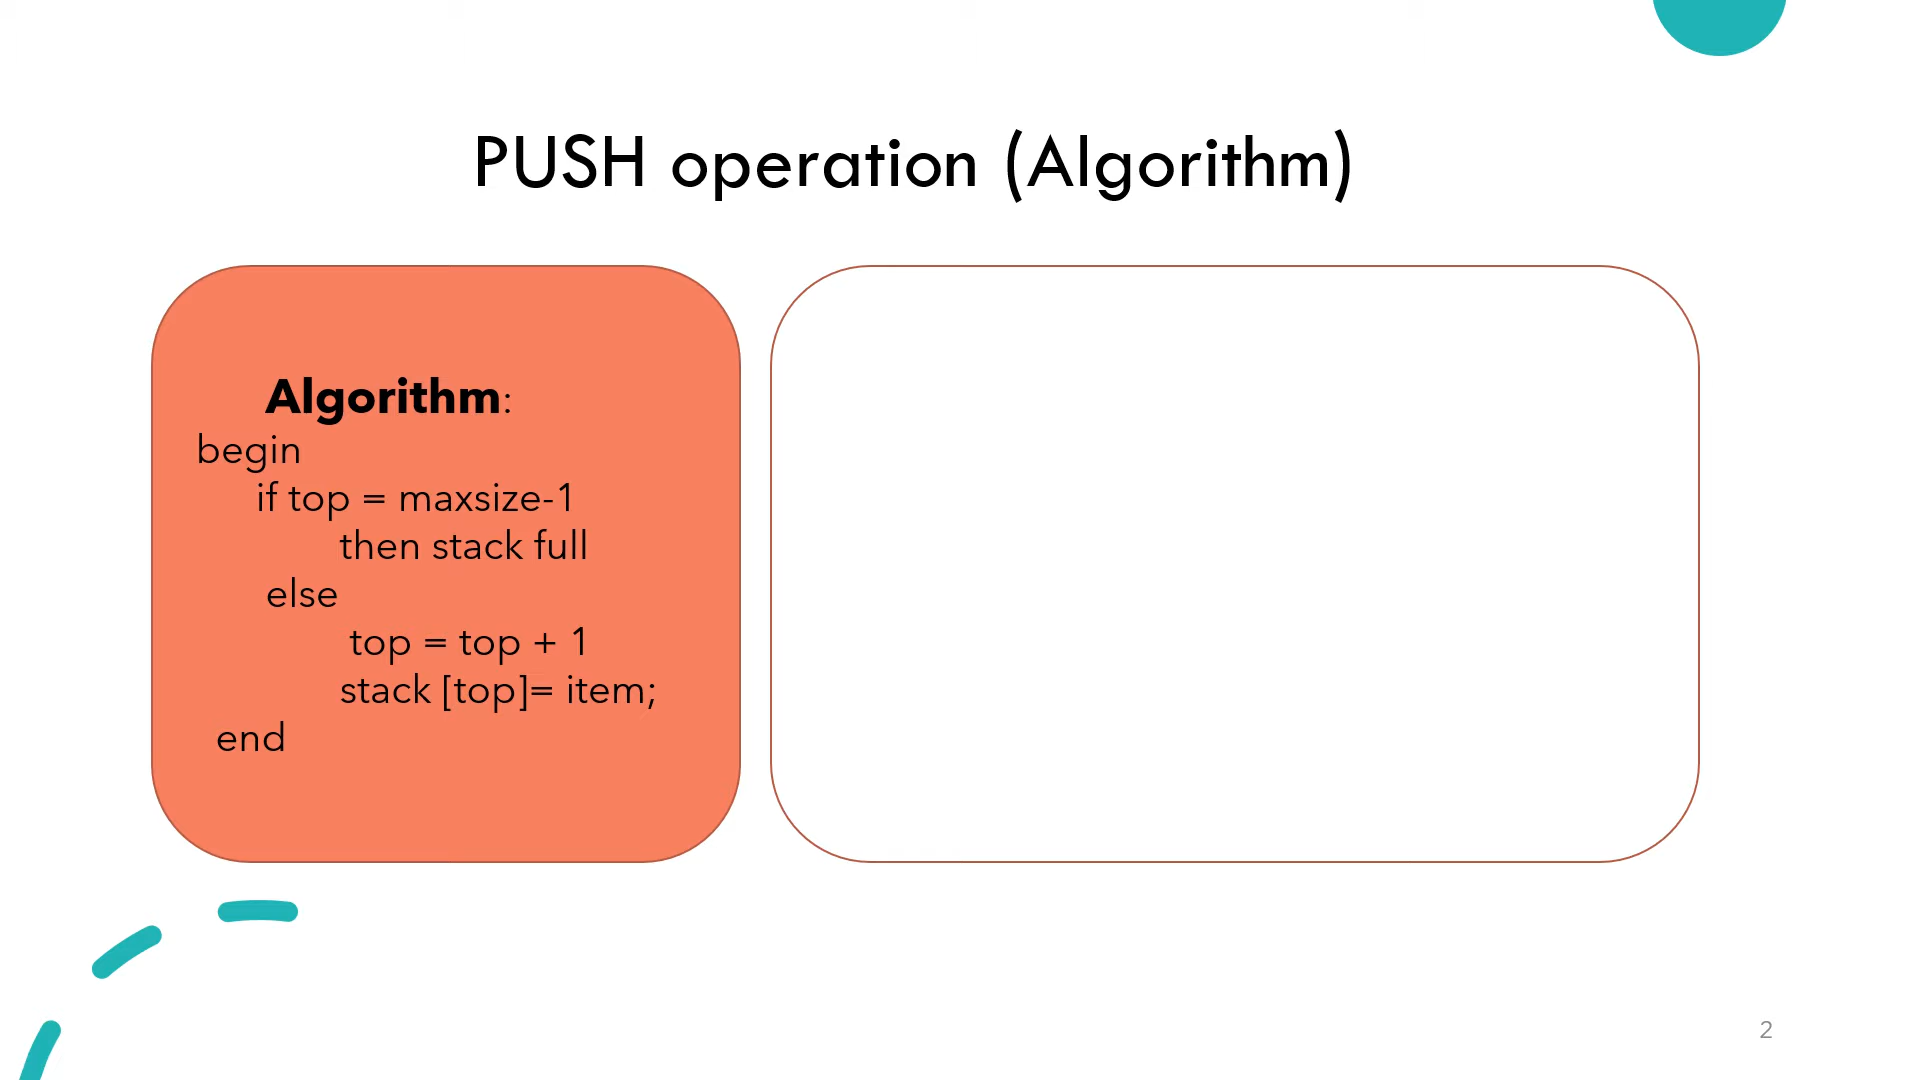 PUSH operation (Algorithm)
Algorithm:
begin
if top = maxsize-1
then stack full
else
top = top + 1
stack [top]= item;
end
2